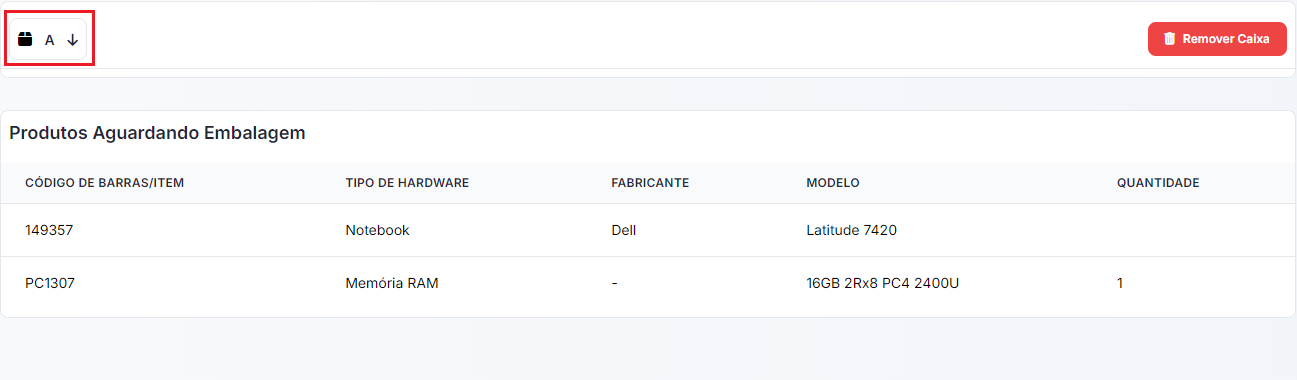 A
Remover Caixa
Produtos Aguardando Embalagem
CÓDIGO DE BARRAS/ITEM TIPO DE HARDWARE FABRICANTE MODELO QUANTIDADE
149357 Notebook Dell Latitude 7420
PC1307 Memória RAM - 16GB 2Rx8 PC4 2400U 1